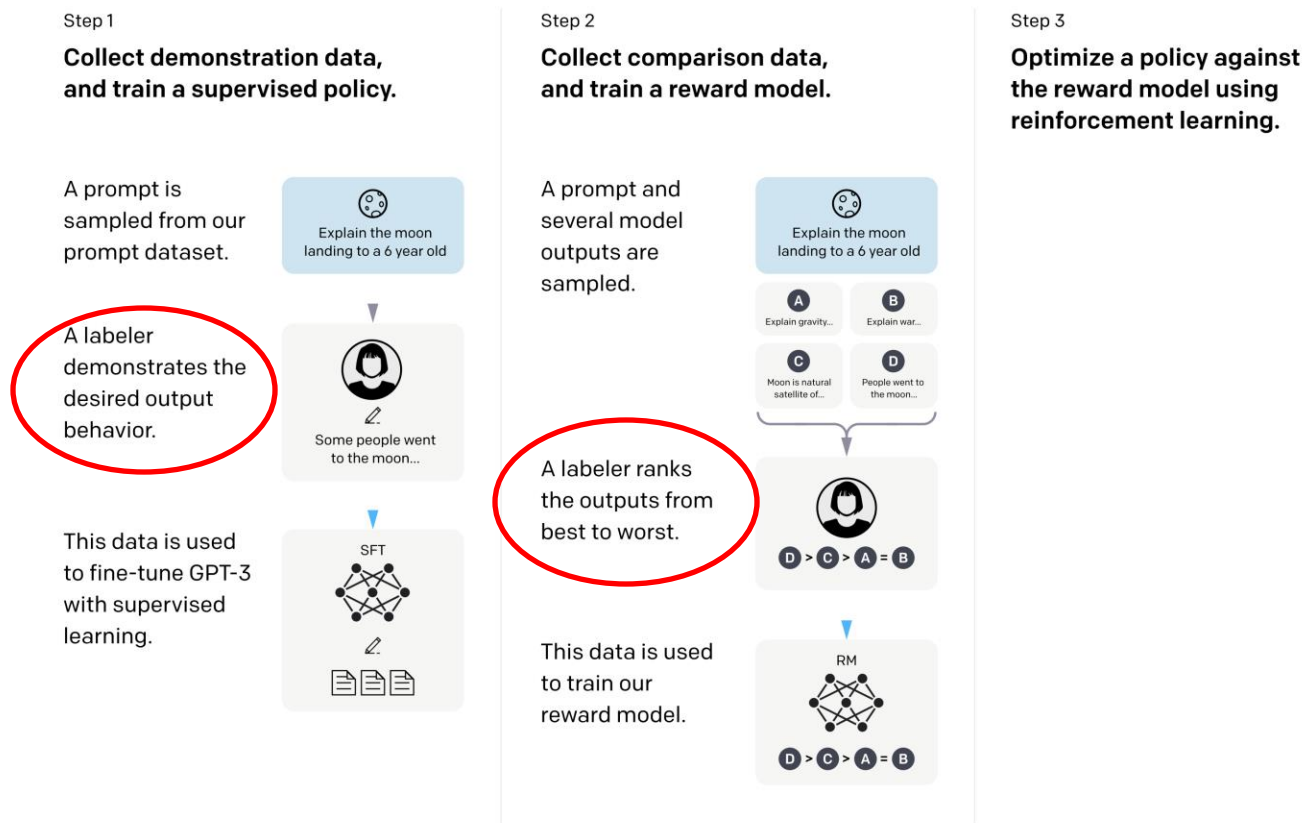 Step 1
Collect demonstration data,
and train a supervised policy.
A prompt is
sampled from our
prompt dataset.
Explain the moon
landing to a 6 year old
A labeler
demonstrates the
desired output
behavior.
Some people went
to the moon...
This data is used
to fine-tune GPT-3
with supervised
learning.
SFT
Step 2
Collect comparison data,
and train a reward model.
A prompt and
several model
outputs are
sampled.
Explain the moon
landing to a 6 year old
A
Explain gravity...
B
Explain war...
C
Moon is natural
satellite of...
D
People went to
the moon...
A labeler ranks
the outputs from
best to worst.
D > C > A = B
This data is used
to train our
reward model.
RM
D > C > A = B
Step 3
Optimize a policy against
the reward model using
reinforcement learning.